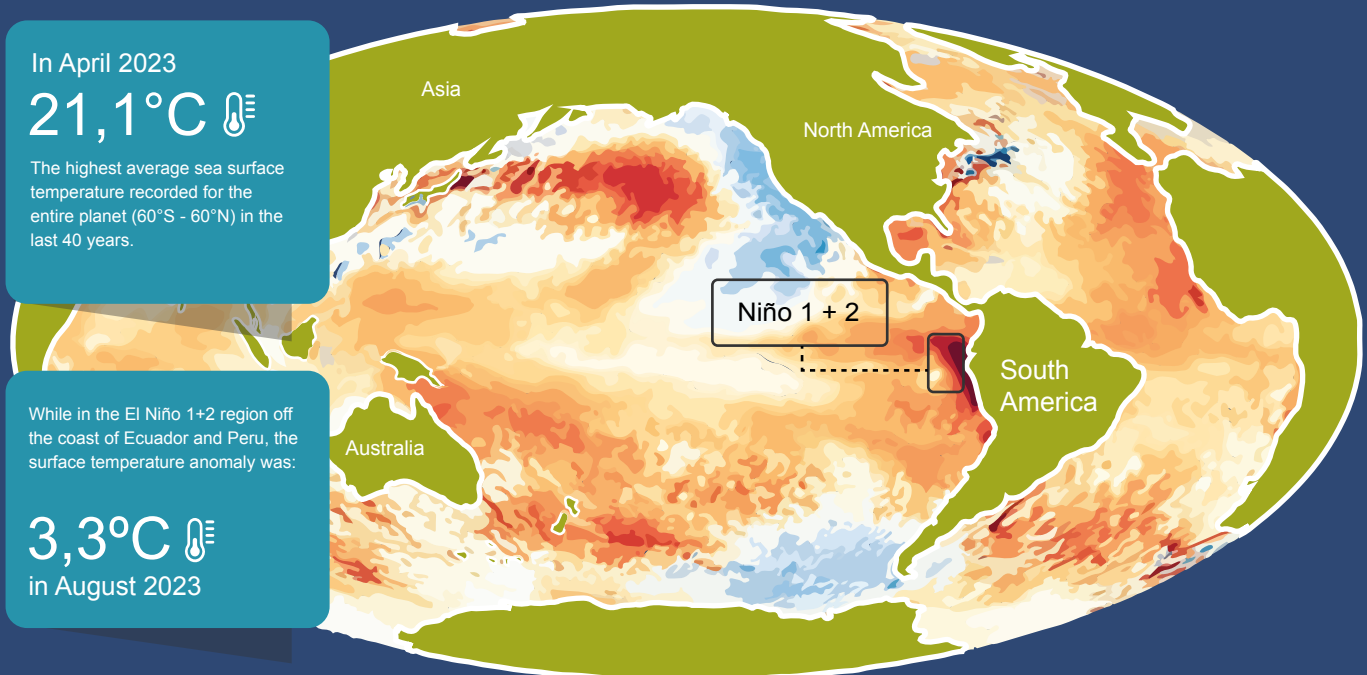 In April 2023
21,1°C
The highest average sea surface
temperature recorded for the
entire planet (60°S - 60°N) in the
last 40 years.
While in the El Niño 1+2 region off
the coast of Ecuador and Peru, the
surface temperature anomaly was:
3,3ºC
in August 2023
Asia
North America
Niño 1 + 2
South
America
Australia